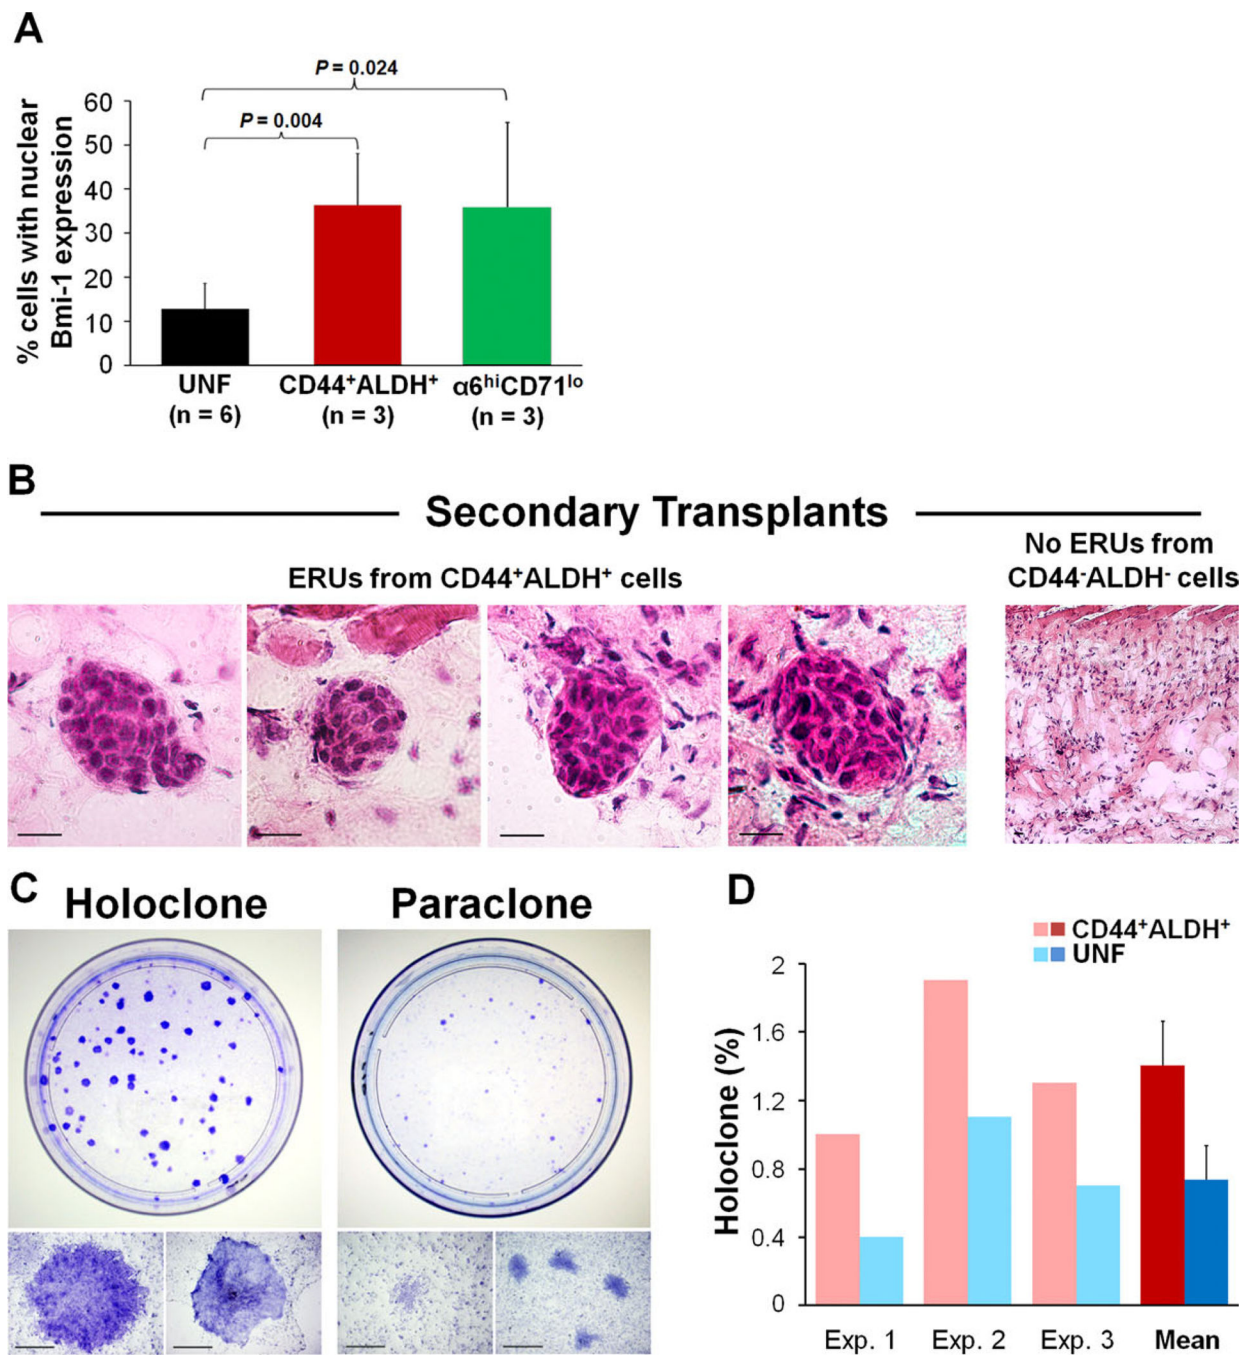 A
P = 0.024
P = 0.004
% cells with nuclear
Bmi-1 expression
60
50
40
30
20
10
0
UNF
(n = 6)
CD44⁺ALDH⁺
(n = 3)
α6ʰⁱCD71ˡᵒ
(n = 3)
B
Secondary Transplants
ERUs from CD44⁺ALDH⁺ cells
No ERUs from
CD44⁻ALDH⁻ cells
C
Holoclone
Paraclone
D
CD44⁺ALDH⁺
UNF
Holoclone (%)
2
1.6
1.2
0.8
0.4
0
Exp. 1
Exp. 2
Exp. 3
Mean